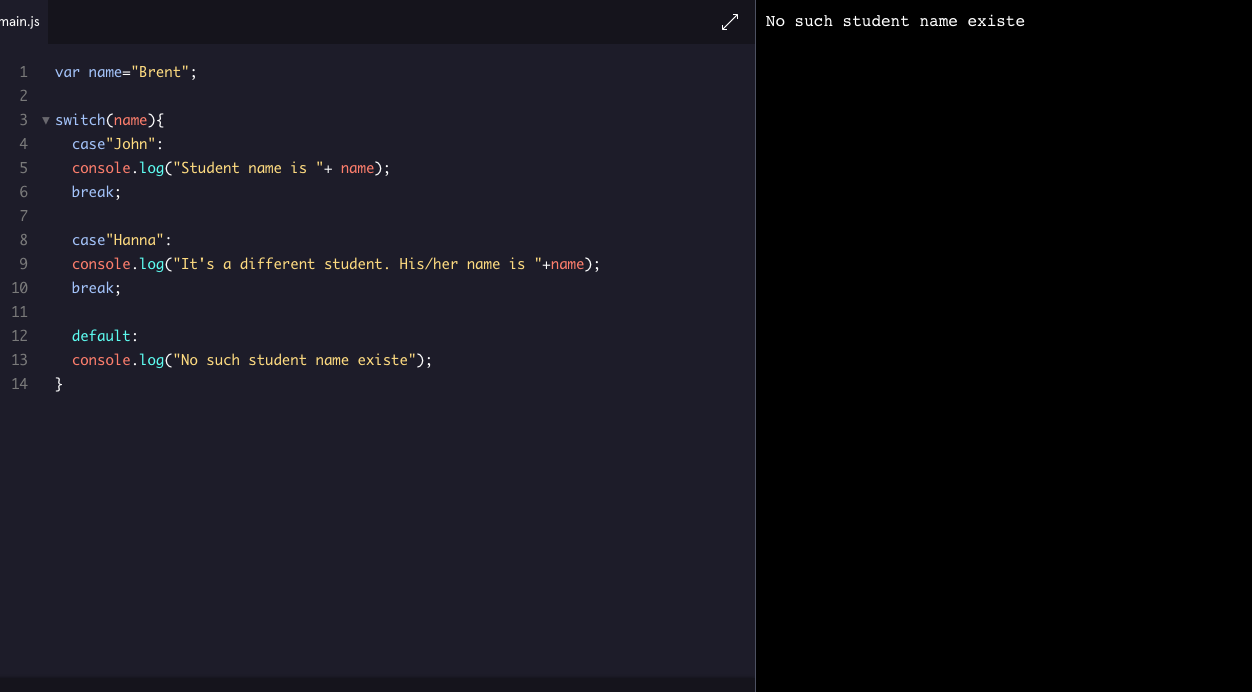 main.js
1 var name="Brent";
2
3 switch(name){
4 case"John":
5 console.log("Student name is "+ name);
6 break;
7
8 case"Hanna":
9 console.log("It's a different student. His/her name is "+name);
10 break;
11
12 default:
13 console.log("No such student name existe");
14 }
No such student name existe